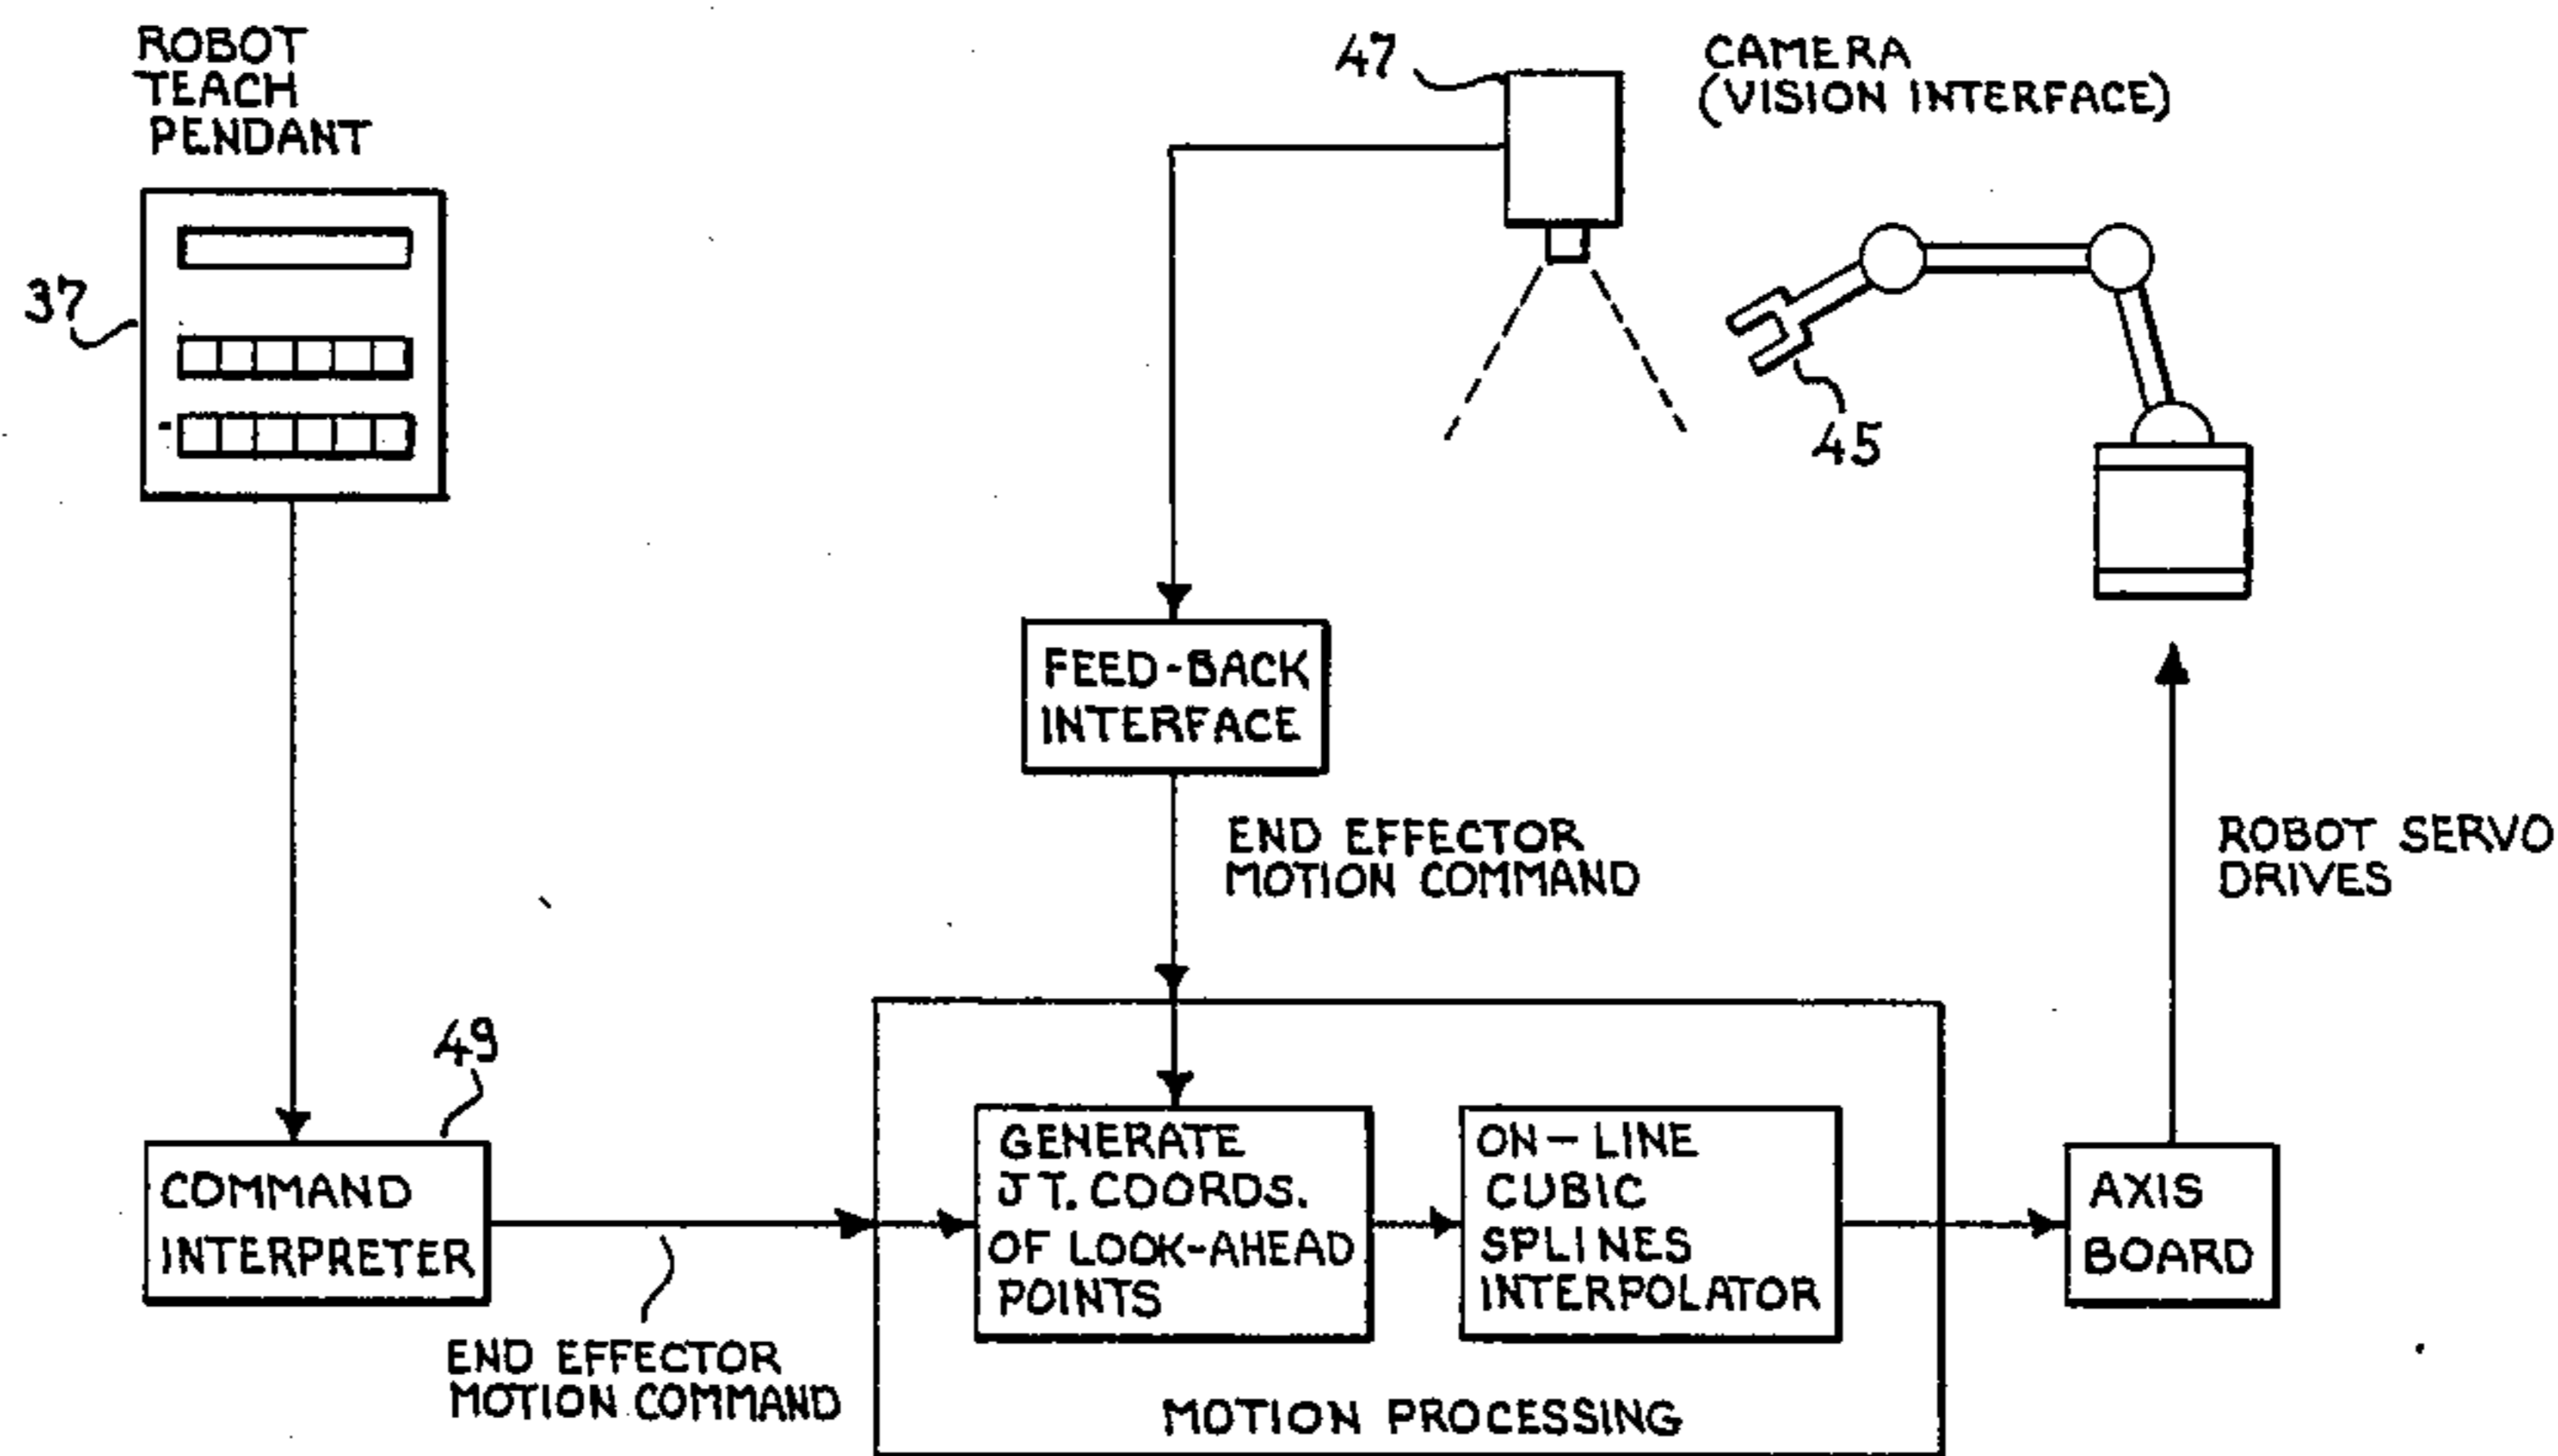 ROBOT
TEACH
PENDANT
37
47
CAMERA
(VISION INTERFACE)
45
FEED-BACK
INTERFACE
END EFFECTOR
MOTION COMMAND
ROBOT SERVO
DRIVES
49
COMMAND
INTERPRETER
END EFFECTOR
MOTION COMMAND
GENERATE
JT. COORDS.
OF LOOK-AHEAD
POINTS
ON-LINE
CUBIC
SPLINES
INTERPOLATOR
MOTION PROCESSING
AXIS
BOARD